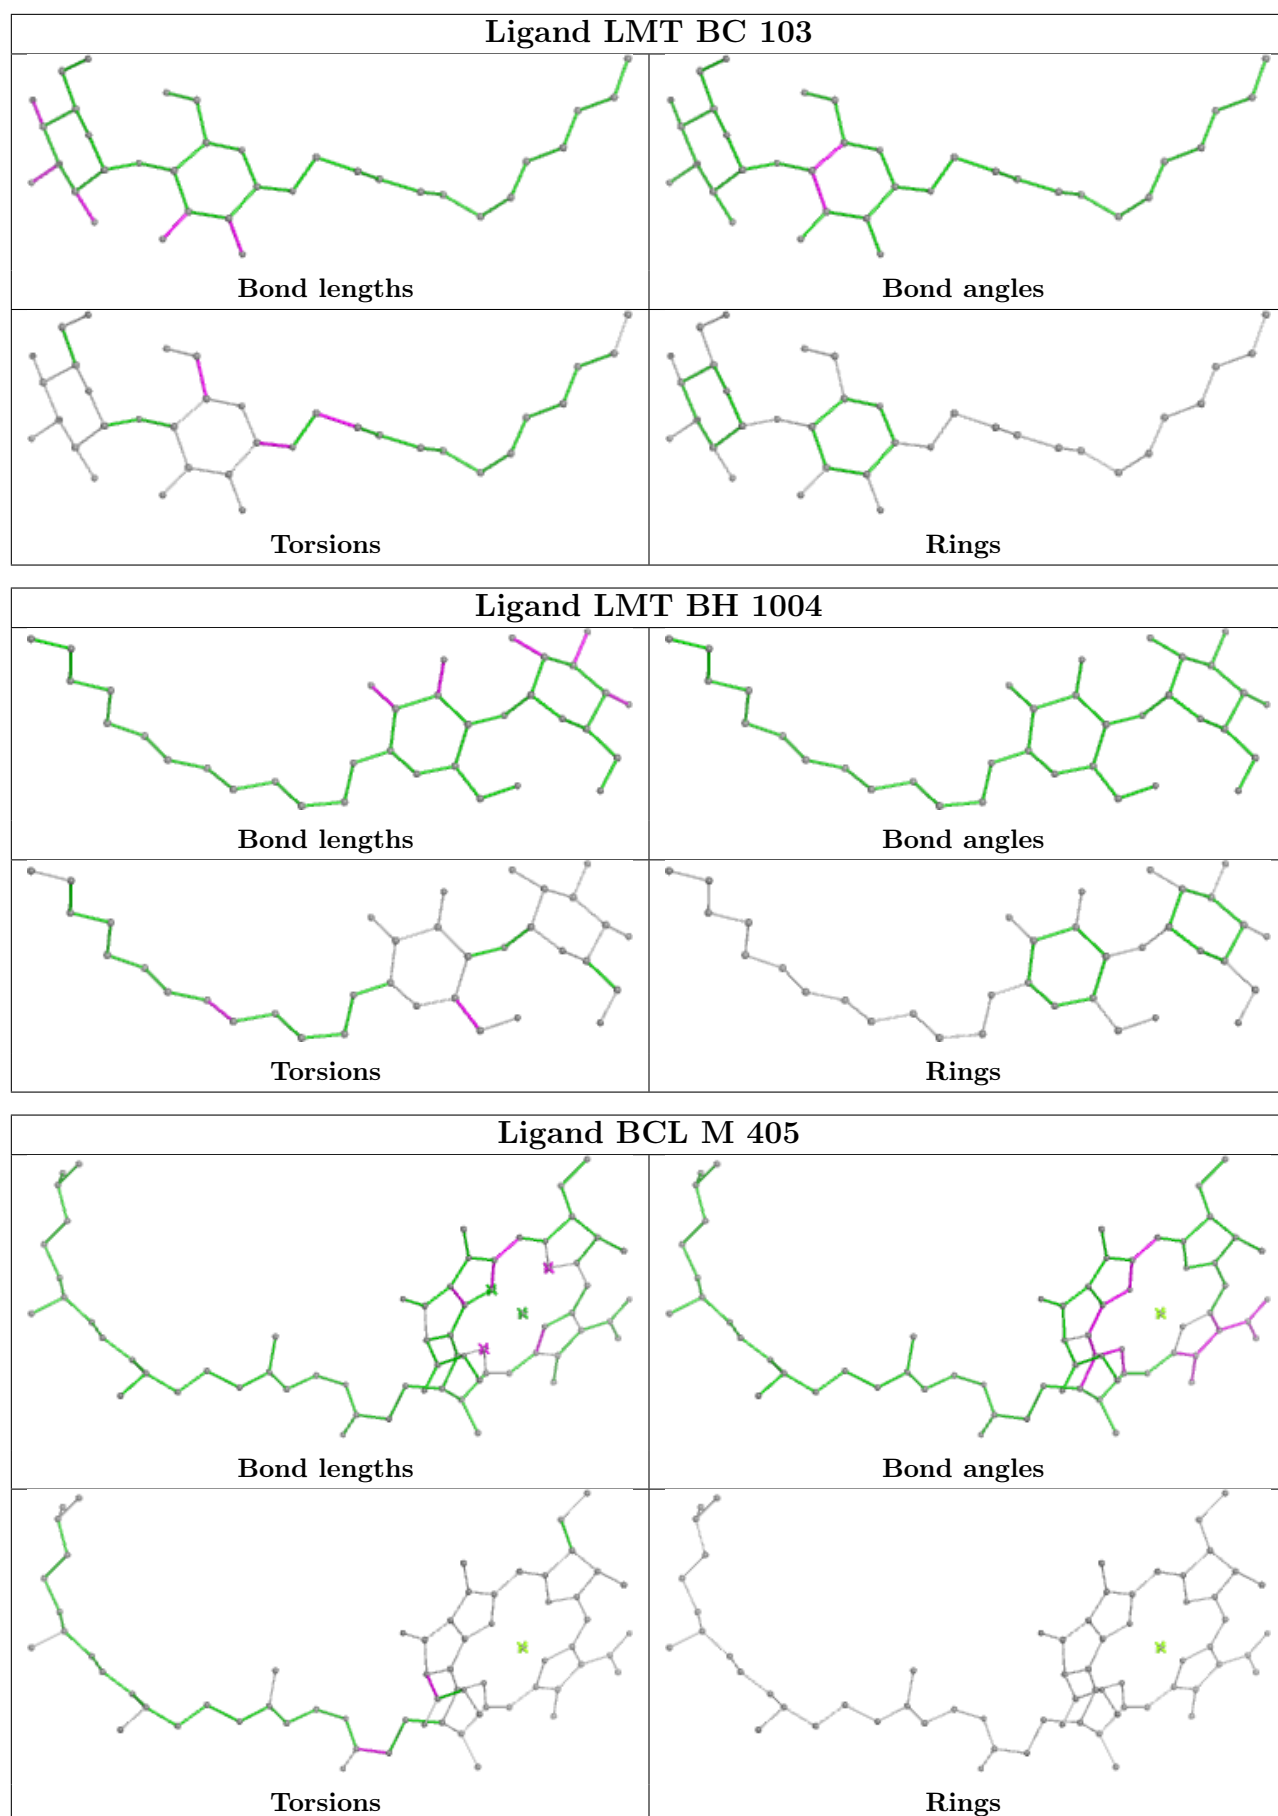 Ligand LMT BC 103
Bond lengths
Bond angles
Torsions
Rings
Ligand LMT BH 1004
Bond lengths
Bond angles
Torsions
Rings
Ligand BCL M 405
Bond lengths
Bond angles
Torsions
Rings